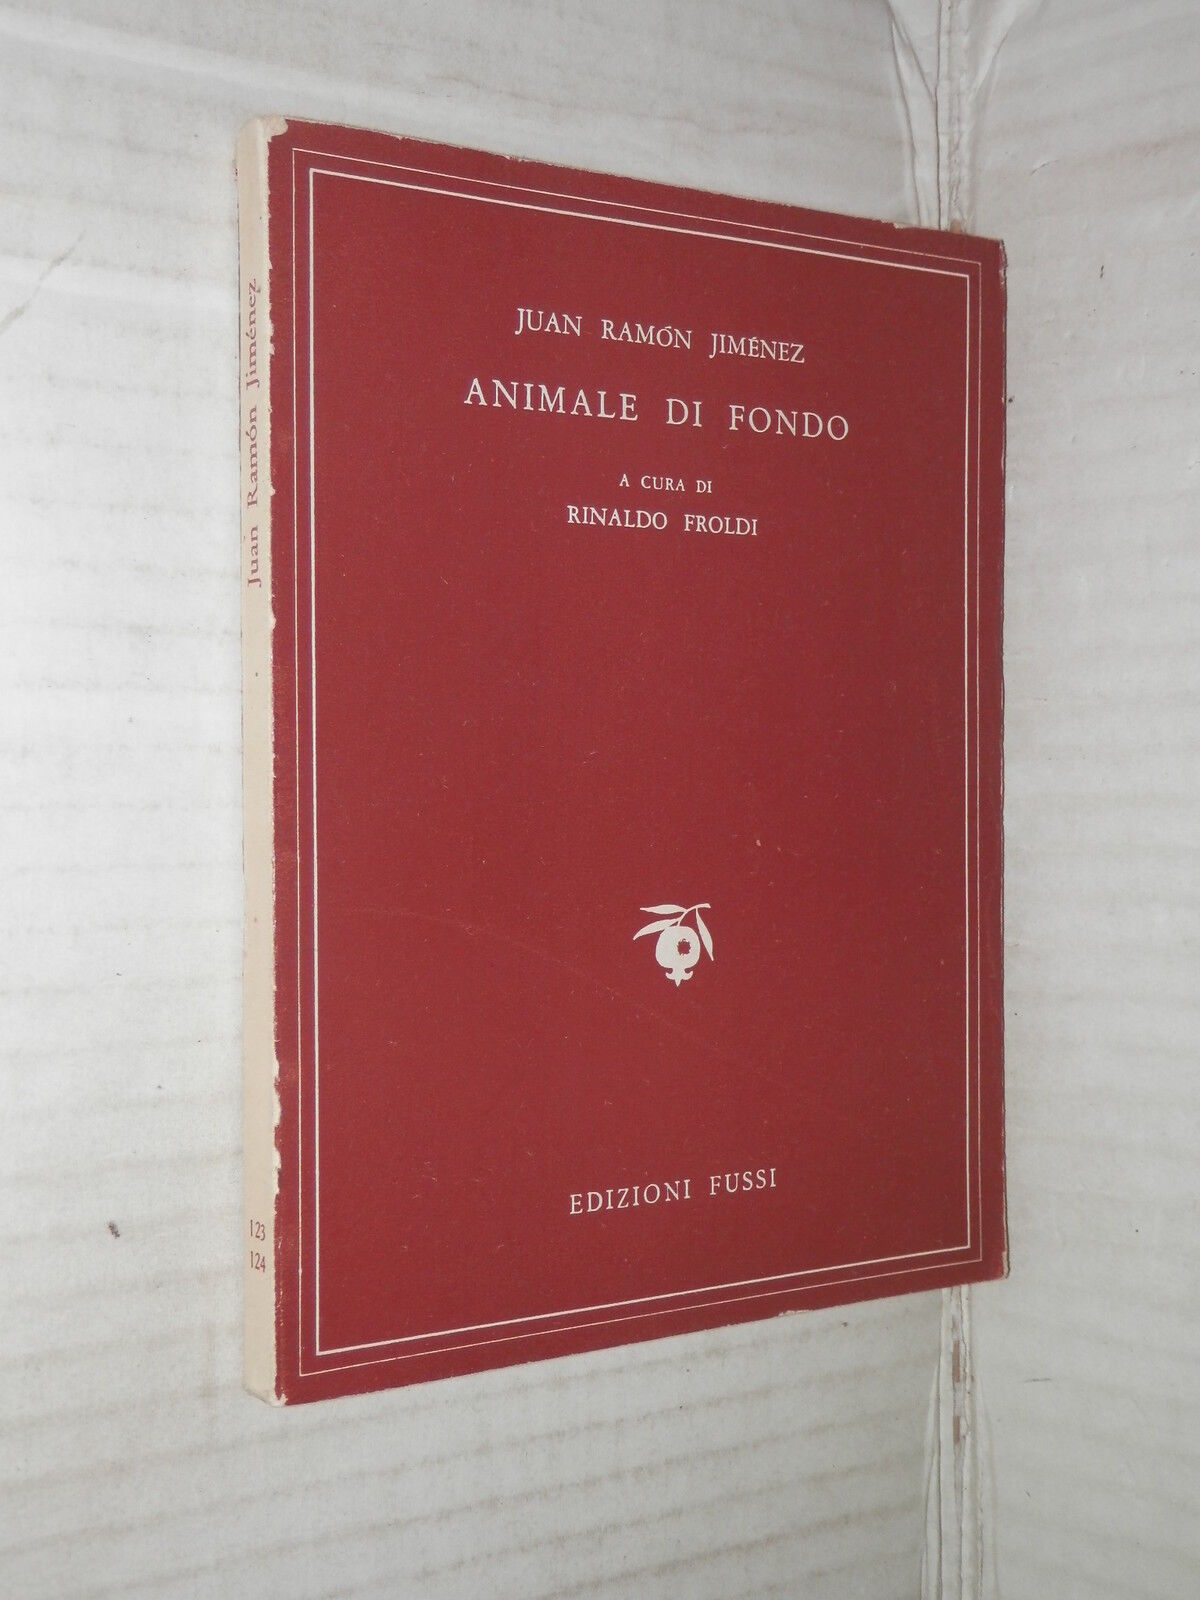 JUAN RAMÓN JIMÉNEZ
ANIMALE DI FONDO
A CURA DI
RINALDO FROLDI
EDIZIONI FUSSI
Juan Ramón Jiménez
123
124